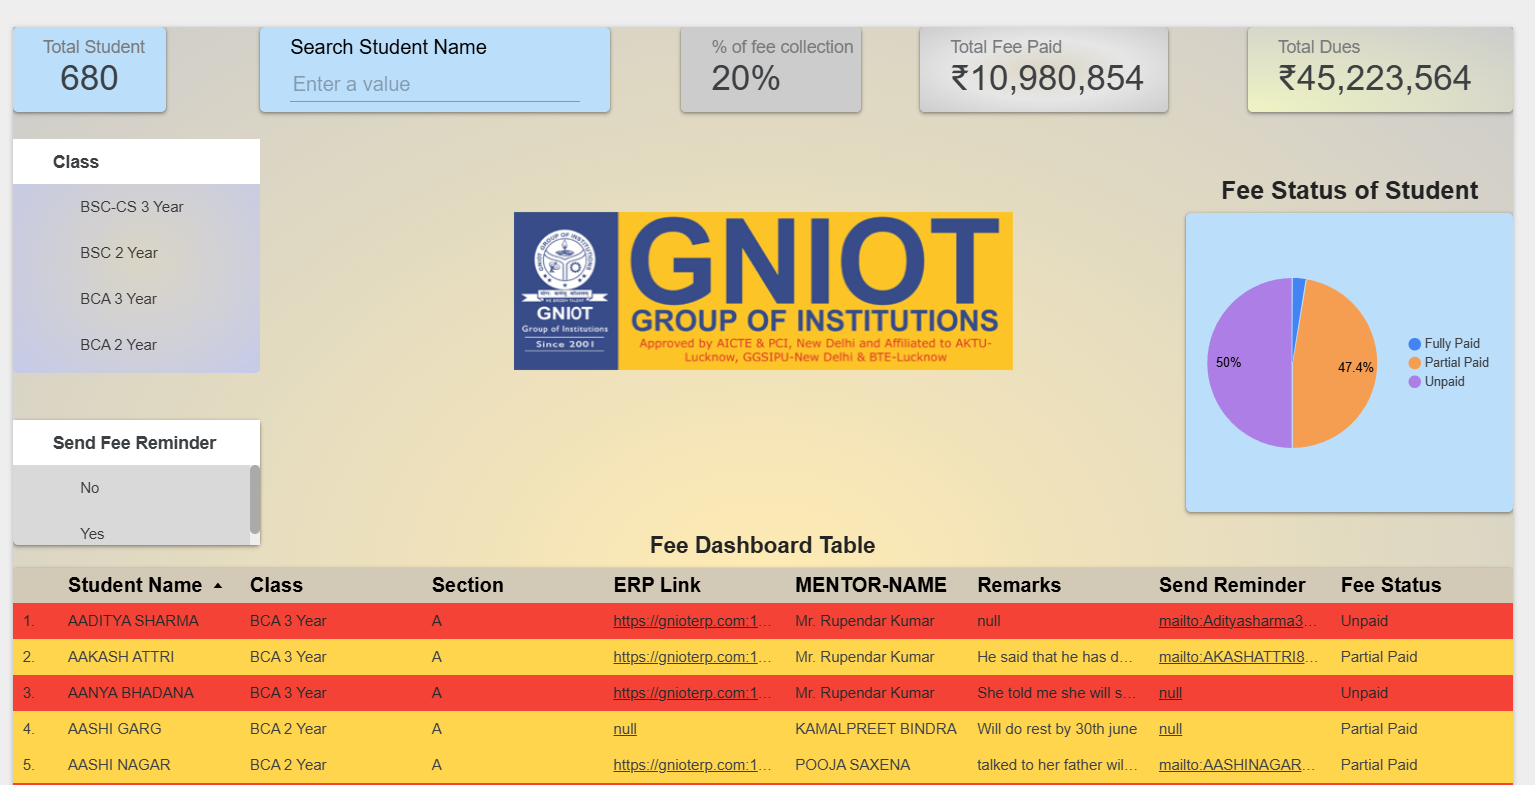 Total Student
680
Search Student Name
Enter a value
% of fee collection
20%
Total Fee Paid
₹10,980,854
Total Dues
₹45,223,564
Class
BSC-CS 3 Year
BSC 2 Year
BCA 3 Year
BCA 2 Year
Send Fee Reminder
No
Yes
GNIOT GROUP OF INSTITUTIONS
GNIOT
Group of Institutions
Since 2001
GNIOT
GROUP OF INSTITUTIONS
Approved by AICTE & PCI, New Delhi and Affiliated to AKTU-
Lucknow, GGSIPU-New Delhi & BTE-Lucknow
Fee Status of Student
50%
47.4%
Fully Paid
Partial Paid
Unpaid
Fee Dashboard Table
Student Name Class Section ERP Link MENTOR-NAME Remarks Send Reminder Fee Status
1. AADITYA SHARMA BCA 3 Year A https://gnioterp.com:1... Mr. Rupendar Kumar null mailto:Adityasharma3... Unpaid
2. AAKASH ATTRI BCA 3 Year A https://gnioterp.com:1... Mr. Rupendar Kumar He said that he has d... mailto:AKASHATTRI8... Partial Paid
3. AANYA BHADANA BCA 3 Year A https://gnioterp.com:1... Mr. Rupendar Kumar She told me she will s... null Unpaid
4. AASHI GARG BCA 2 Year A null KAMALPREET BINDRA Will do rest by 30th june null Partial Paid
5. AASHI NAGAR BCA 2 Year A https://gnioterp.com:1... POOJA SAXENA talked to her father wil... mailto:AASHINAGAR... Partial Paid